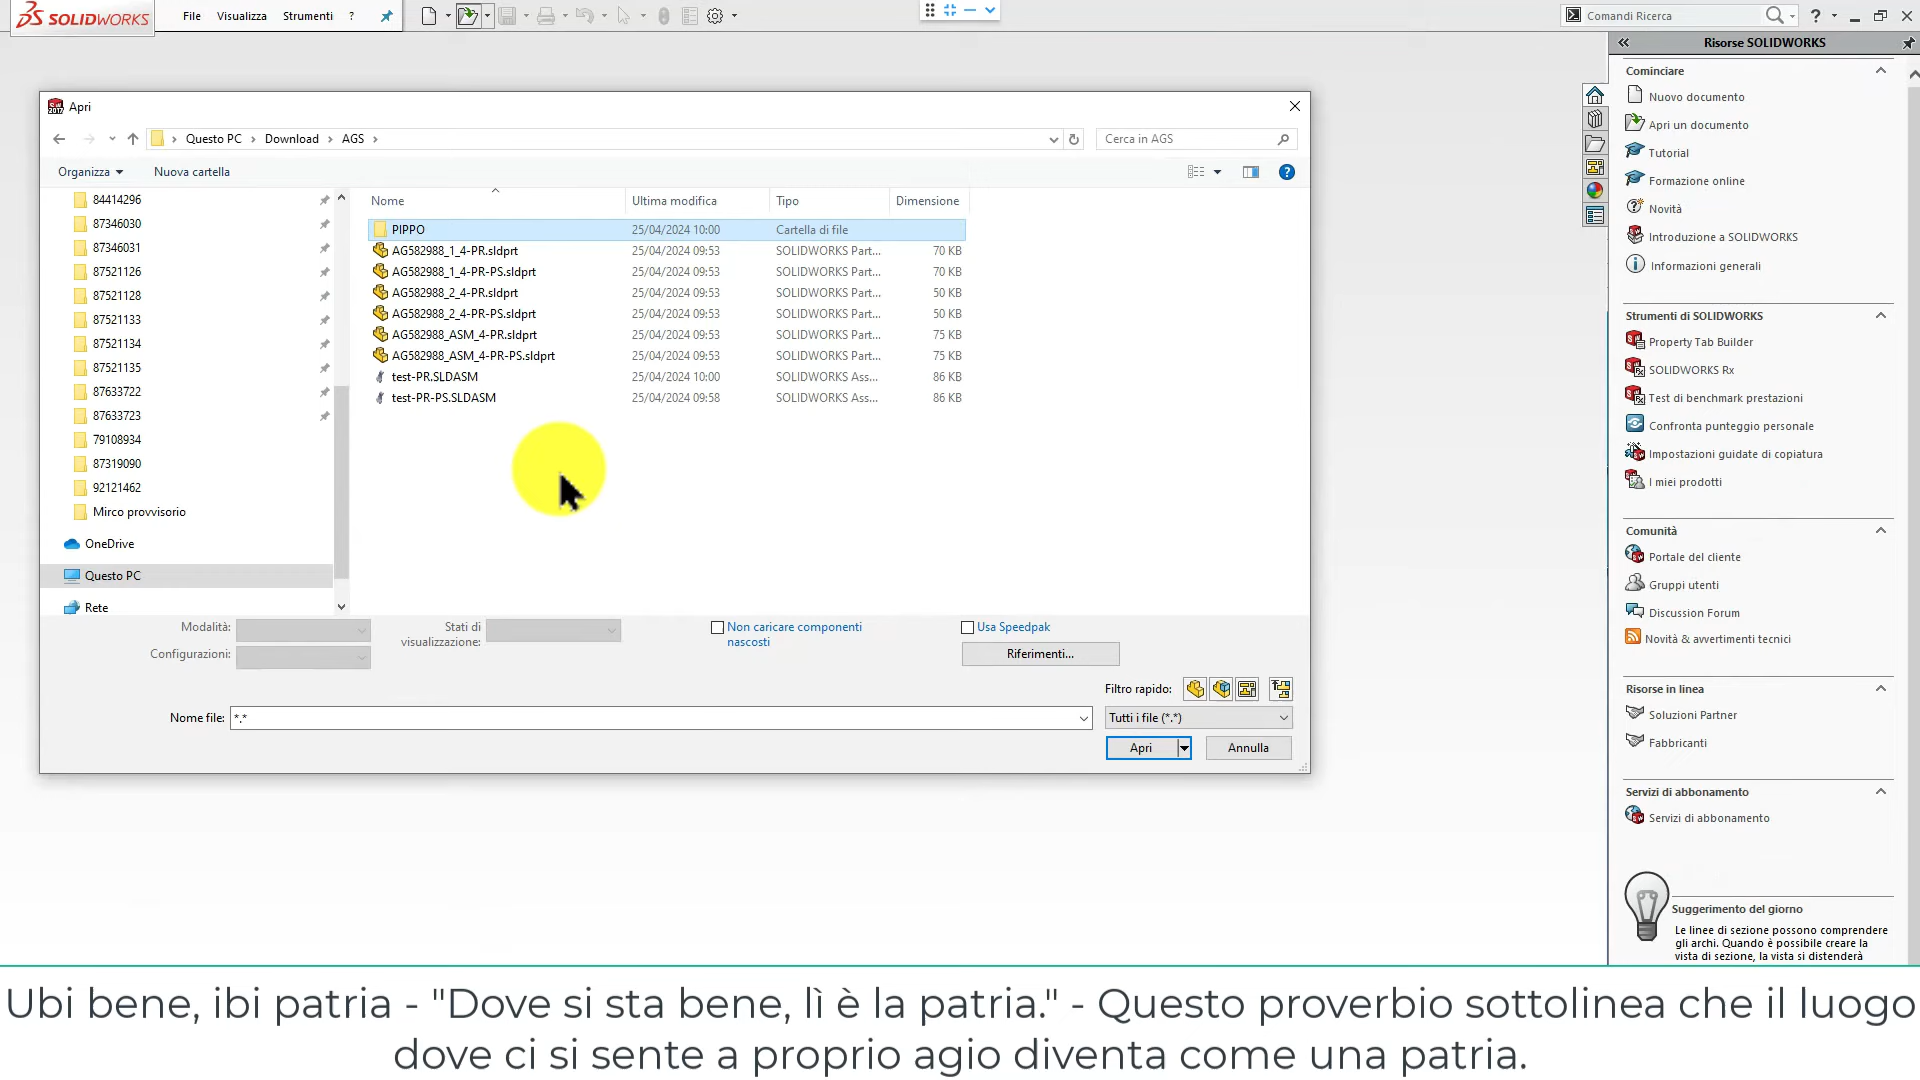 SOLIDWORKS File Visualizza Strumenti ? Comandi Ricerca ?
Risorse SOLIDWORKS
Apri
Questo PC > Download > AGS > Cerca in AGS
Organizza Nuova cartella
84414296
87346030
87346031
87521126
87521128
87521133
87521134
87521135
87633722
87633723
79108934
87319090
92121462
Mirco provvisorio
OneDrive
Questo PC
Rete
Nome Ultima modifica Tipo Dimensione
PIPPO 25/04/2024 10:00 Cartella di file
AG582988_1_4-PR.sldprt 25/04/2024 09:53 SOLIDWORKS Part... 70 KB
AG582988_1_4-PR-PS.sldprt 25/04/2024 09:53 SOLIDWORKS Part... 70 KB
AG582988_2_4-PR.sldprt 25/04/2024 09:53 SOLIDWORKS Part... 50 KB
AG582988_2_4-PR-PS.sldprt 25/04/2024 09:53 SOLIDWORKS Part... 50 KB
AG582988_ASM_4-PR.sldprt 25/04/2024 09:53 SOLIDWORKS Part... 75 KB
AG582988_ASM_4-PR-PS.sldprt 25/04/2024 09:53 SOLIDWORKS Part... 75 KB
test-PR.SLDASM 25/04/2024 10:00 SOLIDWORKS Ass... 86 KB
test-PR-PS.SLDASM 25/04/2024 09:58 SOLIDWORKS Ass... 86 KB
Modalità:
Configurazioni:
Stati di
visualizzazione:
Non caricare componenti
nascosti
Usa Speedpak
Riferimenti...
Filtro rapido:
Nome file: *.* Tutti i file (*.*)
Apri Annulla
Cominciare
Nuovo documento
Apri un documento
Tutorial
Formazione online
Novità
Introduzione a SOLIDWORKS
Informazioni generali
Strumenti di SOLIDWORKS
Property Tab Builder
SOLIDWORKS Rx
Test di benchmark prestazioni
Confronta punteggio personale
Impostazioni guidate di copiatura
I miei prodotti
Comunità
Portale del cliente
Gruppi utenti
Discussion Forum
Novità & avvertimenti tecnici
Risorse in linea
Soluzioni Partner
Fabbricanti
Servizi di abbonamento
Servizi di abbonamento
Suggerimento del giorno
Le linee di sezione possono comprendere
gli archi. Quando è possibile creare la
vista di sezione, la vista si distenderà
Ubi bene, ibi patria - "Dove si sta bene, lì è la patria." - Questo proverbio sottolinea che il luogo
dove ci si sente a proprio agio diventa come una patria.